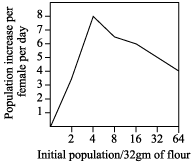 Population increase per
female per day
8
7
6
5
4
3
2
1
2 4 8 16 32 64
Initial population/32gm of flour